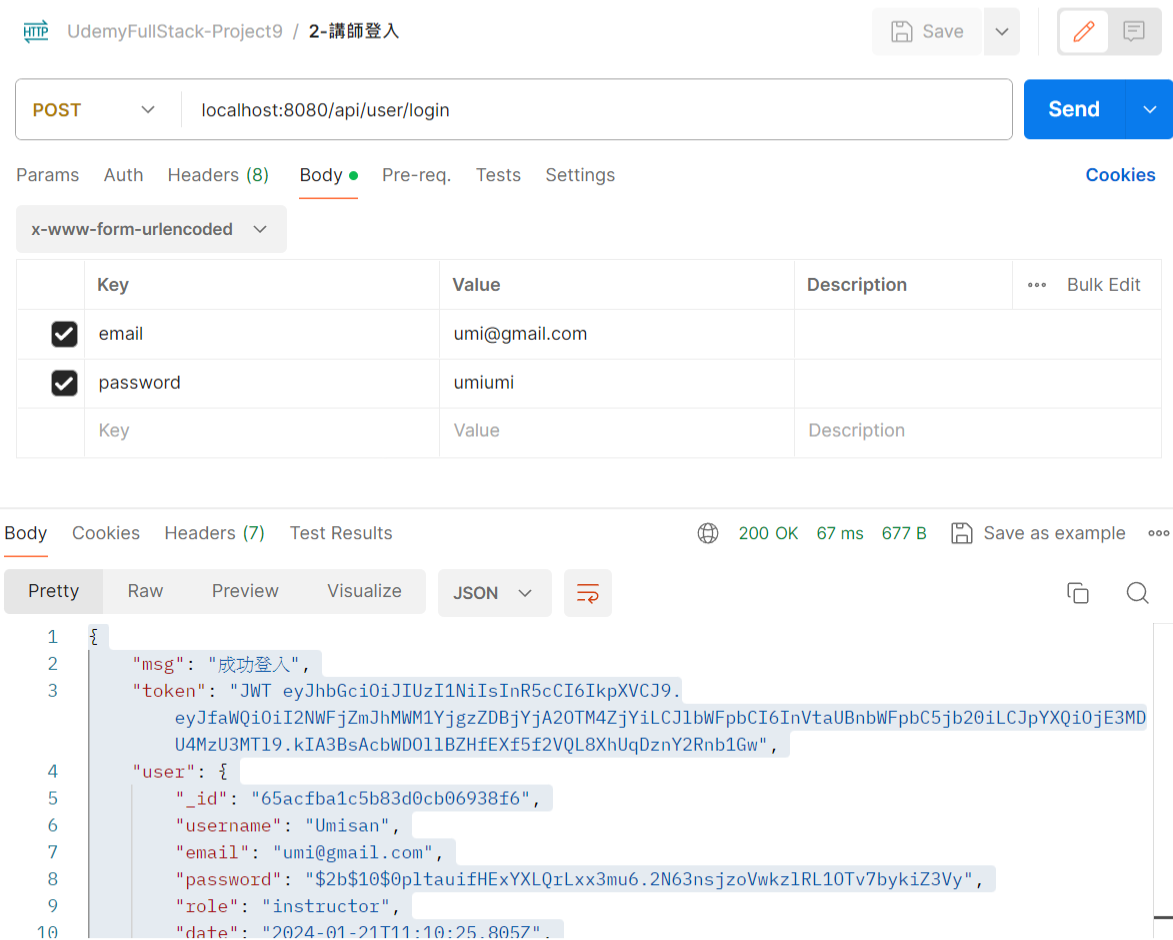 HTTP UdemyFullStack-Project9 / 2-講師登入 Save
POST localhost:8080/api/user/login Send
Params Auth Headers (8) Body Pre-req. Tests Settings Cookies
x-www-form-urlencoded
Key Value Description Bulk Edit
email umi@gmail.com
password umiumi
Key Value Description
Body Cookies Headers (7) Test Results 200 OK 67 ms 677 B Save as example
Pretty Raw Preview Visualize JSON
1 {
2 "msg": "成功登入",
3 "token": "JWT eyJhbGciOiJIUzI1NiIsInR5cCI6IkpXVCJ9.
eyJfaWQiOiI2NWFjZmJhMWM1YjgzZDBjYjA2OTM4ZjYiLCJlbWFpbCI6InVtaUBnbWFpbC5jb20iLCJpYXQiOjE3MD
U4MzU3MTl9.kIA3BsAcbWDOllBZHfEXf5f2VQL8XhUqDznY2Rnb1Gw",
4 "user": {
5 "_id": "65acfba1c5b83d0cb06938f6",
6 "username": "Umisan",
7 "email": "umi@gmail.com",
8 "password": "$2b$10$0pltauifHExYXLQrLxx3mu6.2N63nsjzoVwkzlRL1OTv7bykiZ3Vy",
9 "role": "instructor",
10 "date": "2024-01-21T11:10:25.805Z",